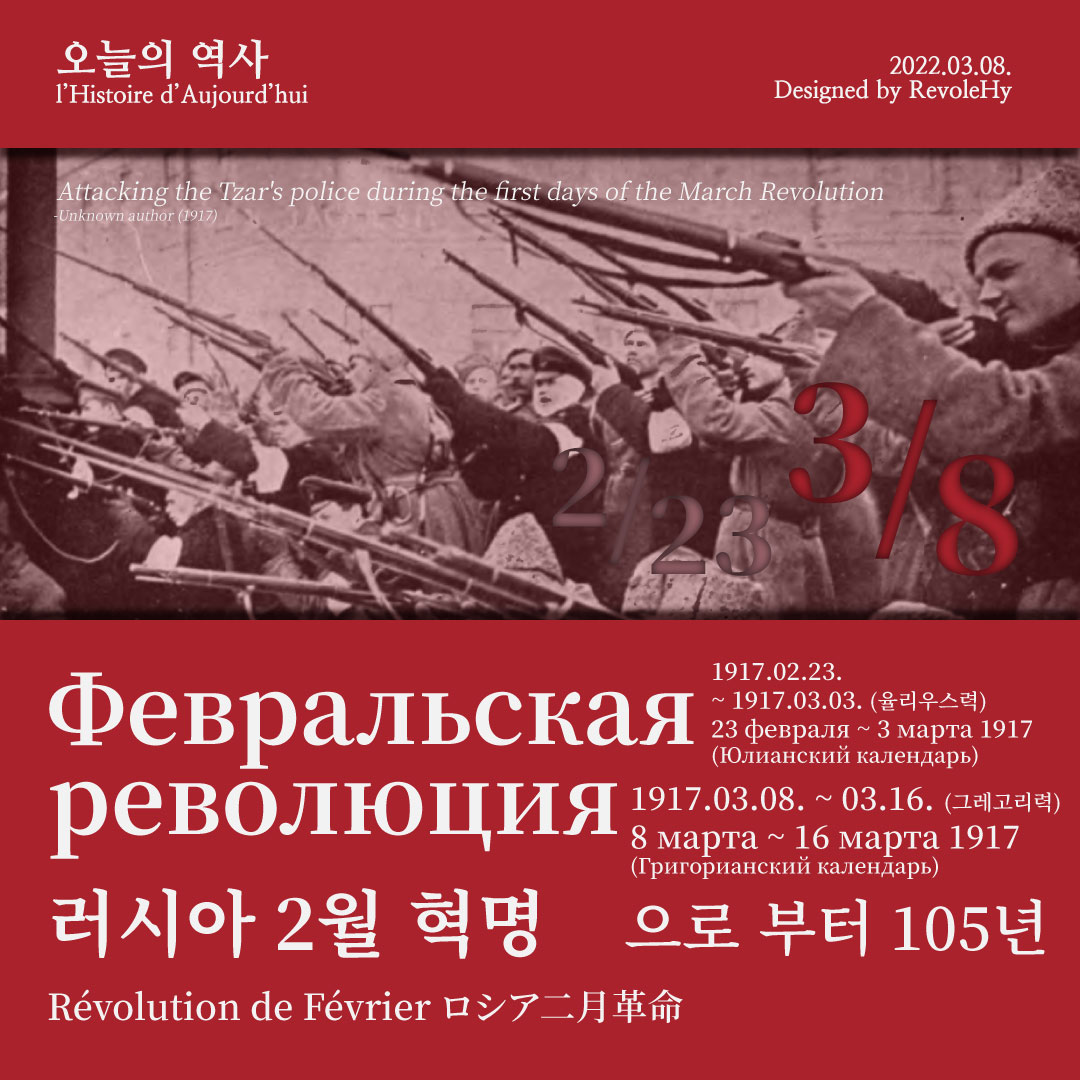 오늘의 역사
l'Histoire d'Aujourd'hui
2022.03.08.
Designed by RevoleHy
Attacking the Tzar's police during the first days of the March Revolution
-Unknown author (1917)
2/23
3/8
Февральская
революция
1917.02.23.
~ 1917.03.03. (율리우스력)
23 февраля ~ 3 марта 1917
(Юлианский календарь)
1917.03.08. ~ 03.16. (그레고리력)
8 марта ~ 16 марта 1917
(Григорианский календарь)
러시아 2월 혁명 으로 부터 105년
Révolution de Février ロシア二月革命